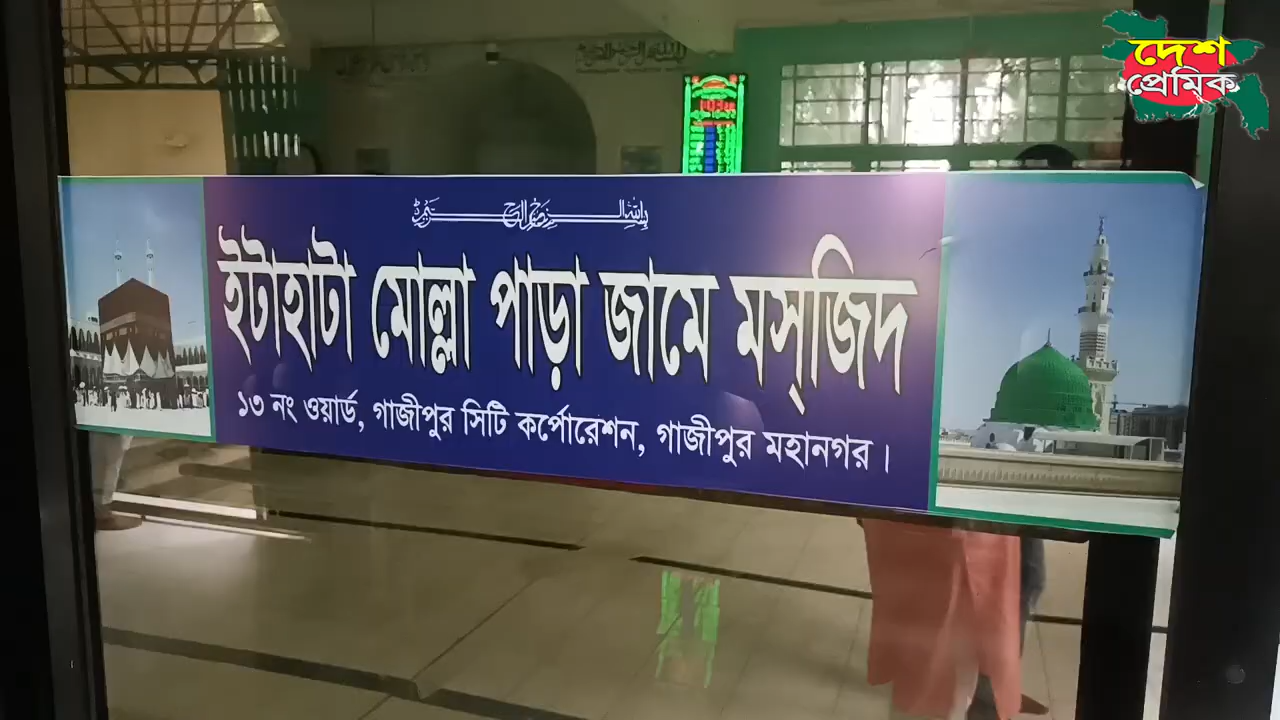 দেশ
প্রেমিক
ইটাহাটা মোল্লা পাড়া জামে মস্‌জিদ
১৩ নং ওয়ার্ড, গাজীপুর সিটি কর্পোরেশন, গাজীপুর মহানগর।